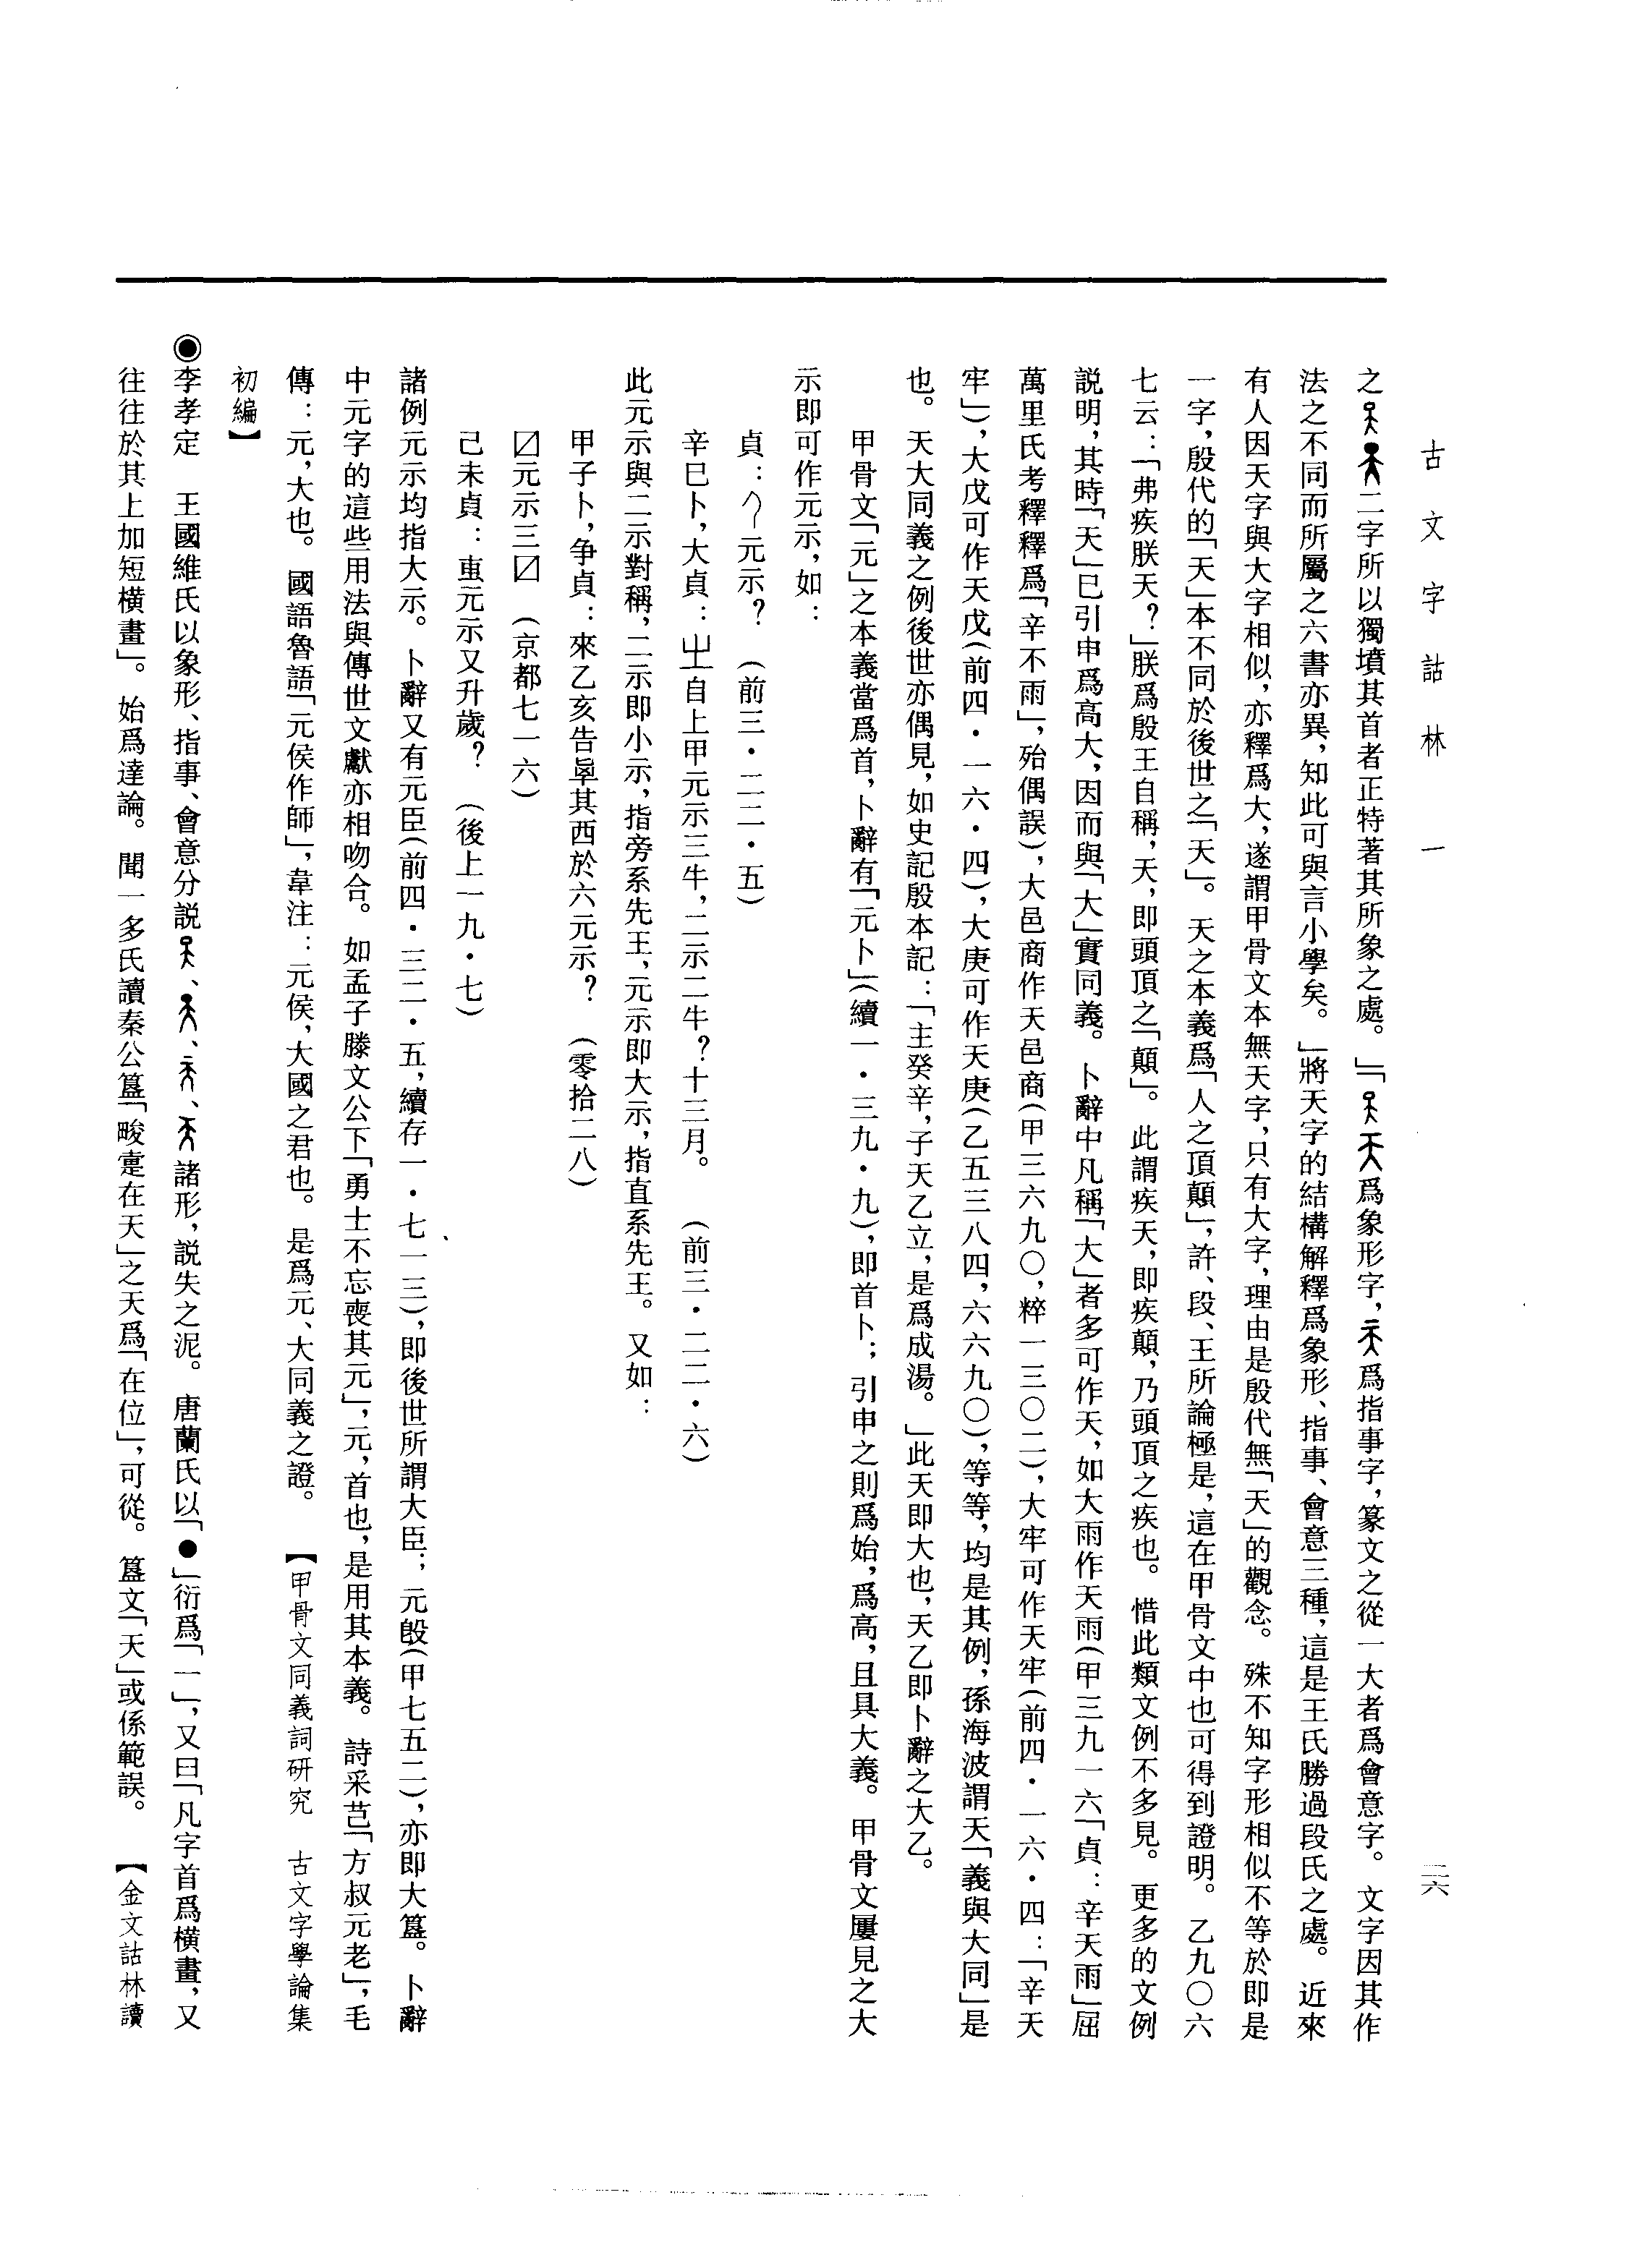 古文字詁林　一
二六
之二字所以獨墳其首者正特著其所象之處。」「爲象形字，爲指事字，篆文之從一大者爲會意字。文字因其作
法之不同而所屬之六書亦異，知此可與言小學矣。」將天字的結構解釋爲象形、指事、會意三種，這是王氏勝過段氏之處。近來
有人因天字與大字相似，亦釋爲大，遂謂甲骨文本無天字，只有大字，理由是殷代無「天」的觀念。殊不知字形相似不等於即是
一字，殷代的「天」本不同於後世之「天」。天之本義爲「人之頂顛」，許、段、王所論極是，這在甲骨文中也可得到證明。乙九〇六
七云：「弗疾朕天？」朕爲殷王自稱，天，即頭頂之「顛」。此謂疾天，即疾顛，乃頭頂之疾也。惜此類文例不多見。更多的文例
説明，其時「天」已引申爲高大，因而與「大」實同義。卜辭中凡稱「大」者多可作天，如大雨作天雨（甲三九一六「貞：辛天雨」屈
萬里氏考釋釋爲「辛不雨」，殆偶誤），大邑商作天邑商（甲三六九〇，粹一三〇二），大牢可作天牢（前四・一六・四：「辛天
牢」），大戊可作天戊（前四・一六・四），大庚可作天庚（乙五三八四，六六九〇），等等，均是其例，孫海波謂天「義與大同」是
也。天大同義之例後世亦偶見，如史記殷本記：「主癸辛，子天乙立，是爲成湯。」此天即大也，天乙即卜辭之大乙。
甲骨文「元」之本義當爲首，卜辭有「元卜」（續一・三九・九），即首卜；引申之則爲始，爲高，且具大義。甲骨文屢見之大
示即可作元示，如：
貞：元示？（前三・二二・五）
辛巳卜，大貞：㞢自上甲元示三牛，二示二牛？十三月。（前三・二二・六）
此元示與二示對稱，二示即小示，指旁系先王，元示即大示，指直系先王。又如：
甲子卜，争貞：來乙亥告其西於六元示？（零拾二八）
〼元示三〼（京都七一六）
己未貞：叀元示又升歲？（後上一九・七）
諸例元示均指大示。卜辭又有元臣（前四・三二・五，續存一・七一三），即後世所謂大臣；元𣪘（甲七五二），亦即大簋。卜辭
中元字的這些用法與傳世文獻亦相吻合。如孟子滕文公下「勇士不忘喪其元」，元，首也，是用其本義。詩采芑「方叔元老」，毛
傳：元，大也。國語魯語「元侯作師」，韋注：元侯，大國之君也。是爲元、大同義之證。【甲骨文同義詞研究　古文字學論集
初編】
◉李孝定　王國維氏以象形、指事、會意分説、、、諸形，説失之泥。唐蘭氏以「●」衍爲「一」，又曰「凡字首爲横畫，又
往往於其上加短横畫」。始爲達論。聞一多氏讀秦公簋「畯疐在天」之天爲「在位」，可從。簋文「天」或係範誤。【金文詁林讀